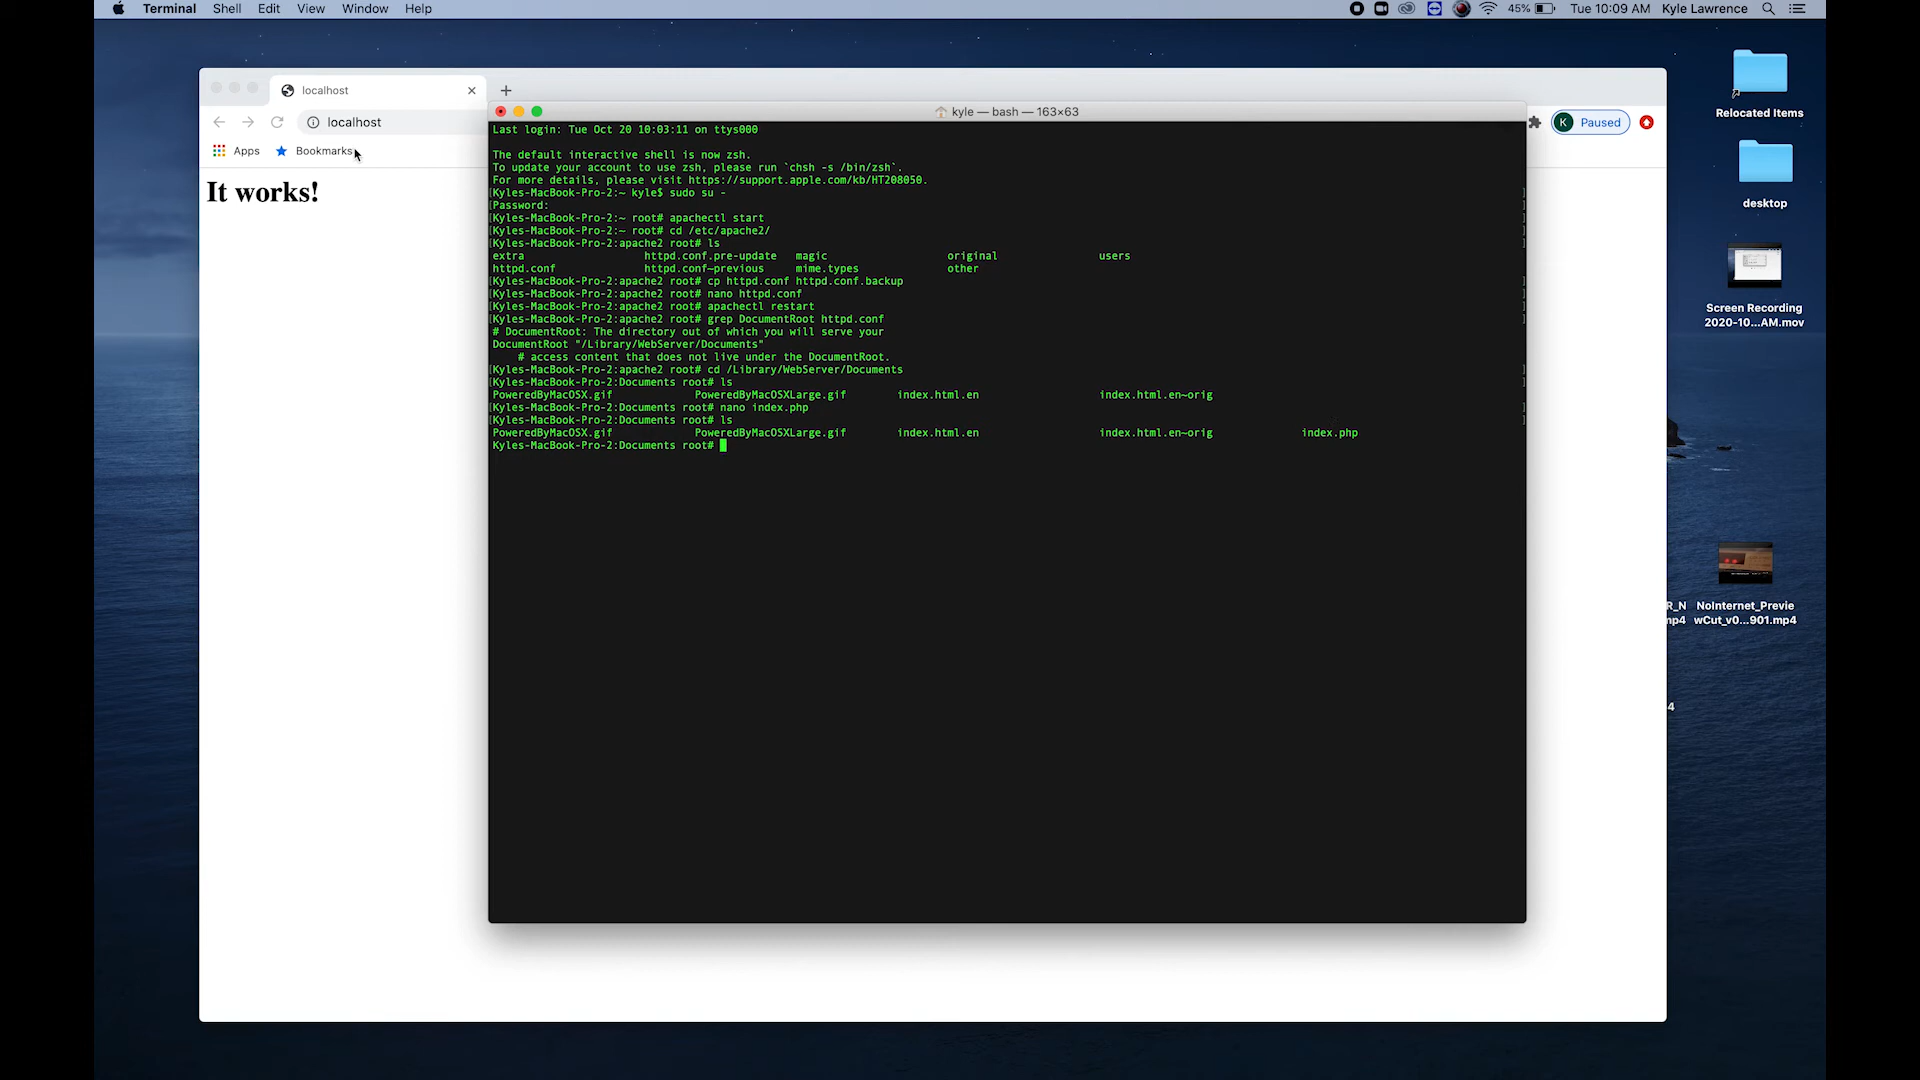 Terminal Shell Edit View Window Help
45% Tue 10:09 AM Kyle Lawrence
localhost
localhost
Apps Bookmarks
It works!
kyle — bash — 163×63
Last login: Tue Oct 20 10:03:11 on ttys000
The default interactive shell is now zsh.
To update your account to use zsh, please run `chsh -s /bin/zsh`.
For more details, please visit https://support.apple.com/kb/HT208050.
[Kyles-MacBook-Pro-2:~ kyle$ sudo su - ]
[Password: ]
[Kyles-MacBook-Pro-2:~ root# apachectl start ]
[Kyles-MacBook-Pro-2:~ root# cd /etc/apache2/ ]
[Kyles-MacBook-Pro-2:apache2 root# ls ]
extra httpd.conf.pre-update magic original users
httpd.conf httpd.conf~previous mime.types other
[Kyles-MacBook-Pro-2:apache2 root# cp httpd.conf httpd.conf.backup ]
[Kyles-MacBook-Pro-2:apache2 root# nano httpd.conf ]
[Kyles-MacBook-Pro-2:apache2 root# apachectl restart ]
[Kyles-MacBook-Pro-2:apache2 root# grep DocumentRoot httpd.conf ]
# DocumentRoot: The directory out of which you will serve your
DocumentRoot "/Library/WebServer/Documents"
# access content that does not live under the DocumentRoot.
[Kyles-MacBook-Pro-2:apache2 root# cd /Library/WebServer/Documents ]
[Kyles-MacBook-Pro-2:Documents root# ls ]
PoweredByMacOSX.gif PoweredByMacOSXLarge.gif index.html.en index.html.en~orig
[Kyles-MacBook-Pro-2:Documents root# nano index.php ]
[Kyles-MacBook-Pro-2:Documents root# ls ]
PoweredByMacOSX.gif PoweredByMacOSXLarge.gif index.html.en index.html.en~orig index.php
Kyles-MacBook-Pro-2:Documents root#
K Paused
Relocated Items
desktop
Screen Recording
2020-10...AM.mov
R_N
mp4
NoInternet_Previe
wCut_v0...901.mp4
4